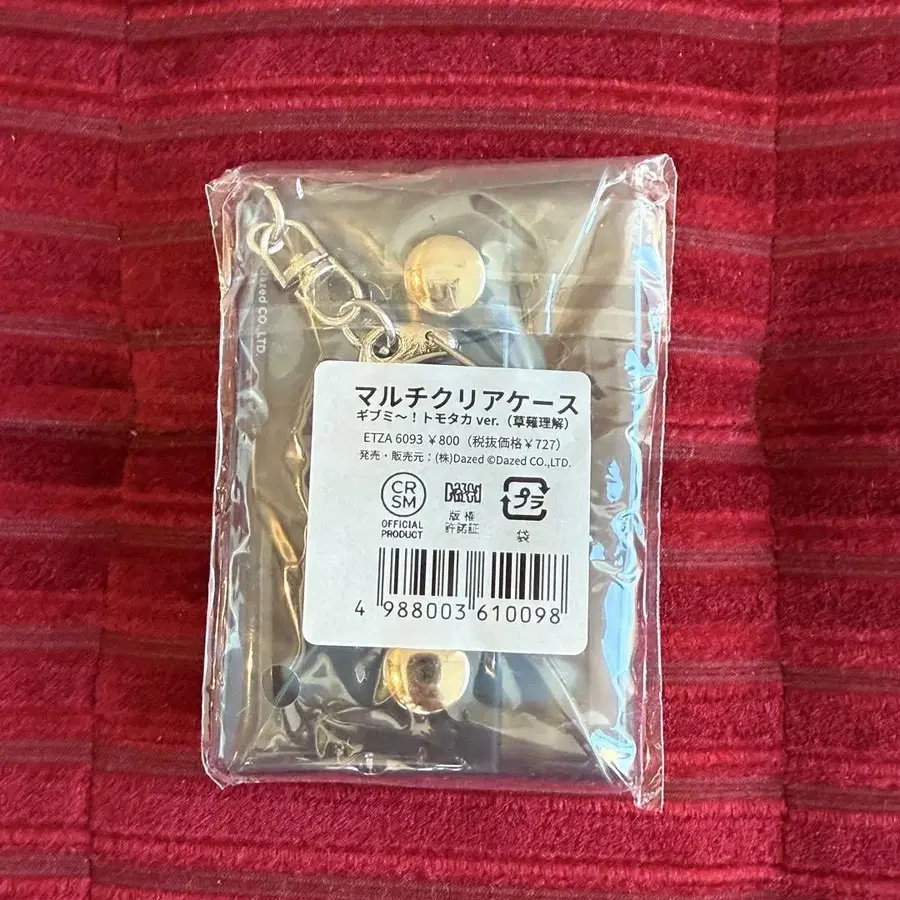 Dazed CO.,LTD.
マルチクリアケース
ギブミ～！トモタカ ver.（草薙理解）
ETZA 6093 ￥800（税抜価格￥727）
発売・販売元：(株)Dazed ©Dazed CO.,LTD.
CR
SM
OFFICIAL
PRODUCT
版権
許諾証
プラ
袋
4 988003 610098